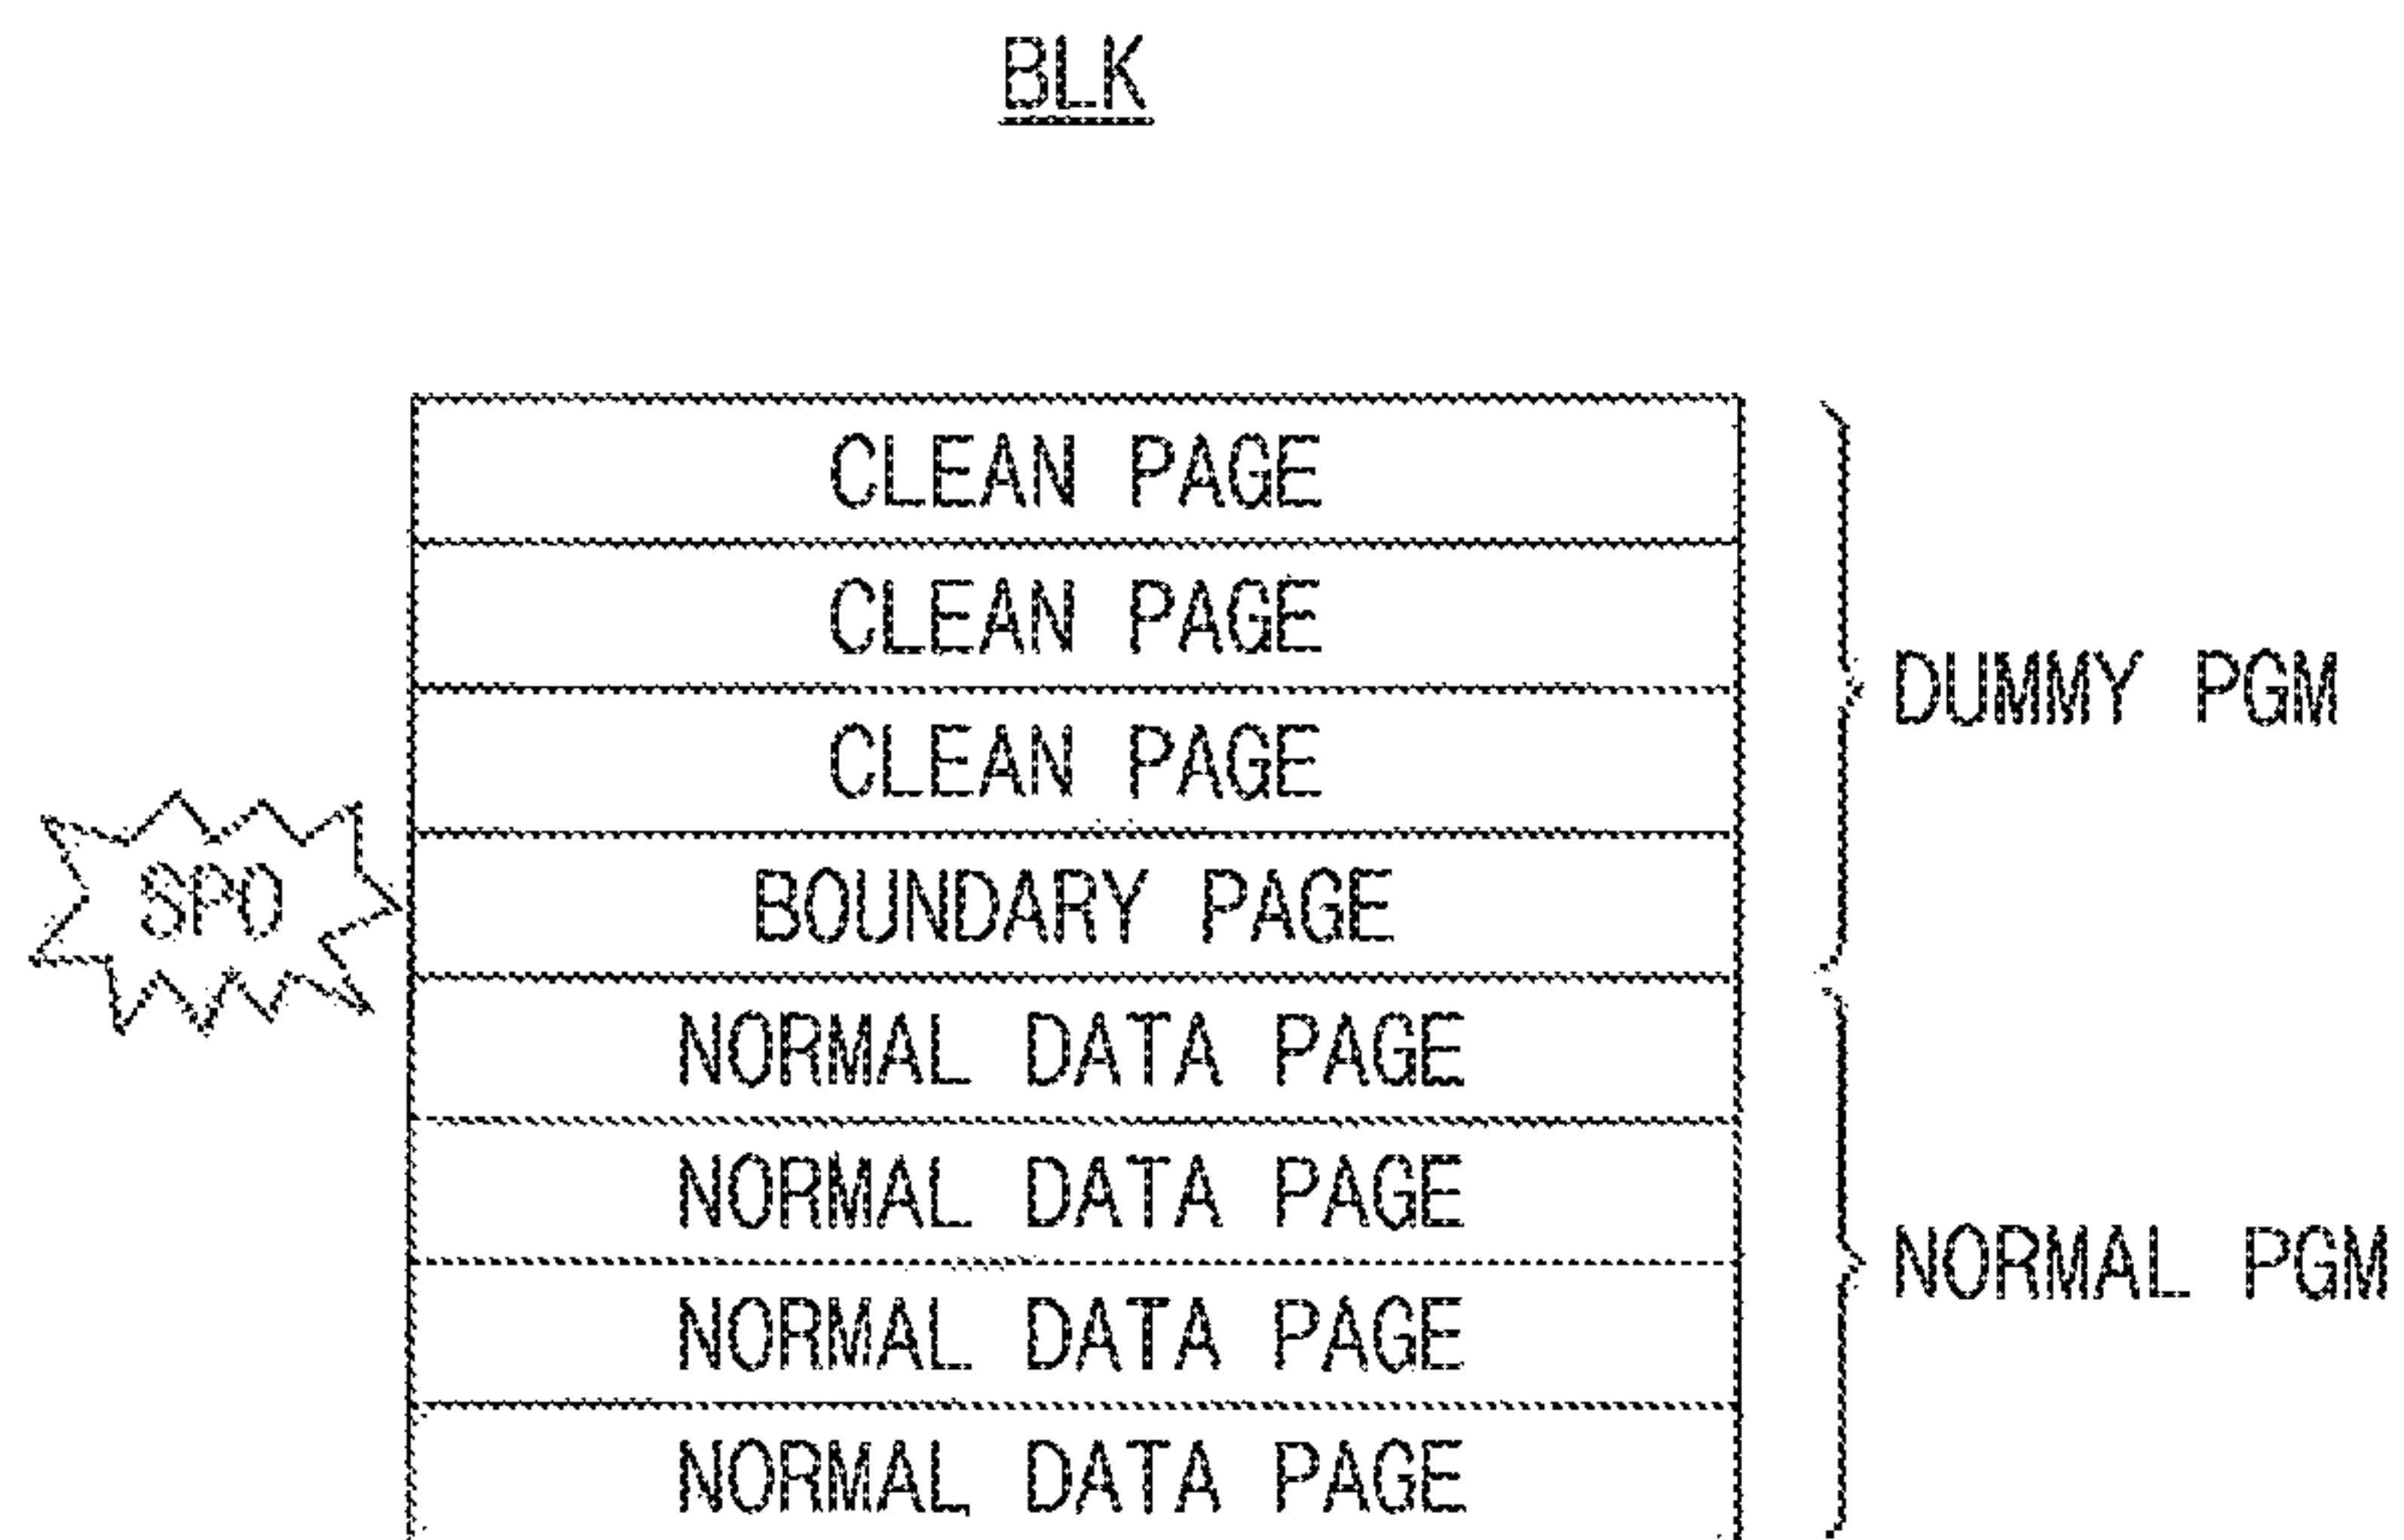 BLK
CLEAN PAGE
CLEAN PAGE
DUMMY PGM
CLEAN PAGE
SPO
BOUNDARY PAGE
NORMAL DATA PAGE
NORMAL DATA PAGE
NORMAL PGM
NORMAL DATA PAGE
NORMAL DATA PAGE